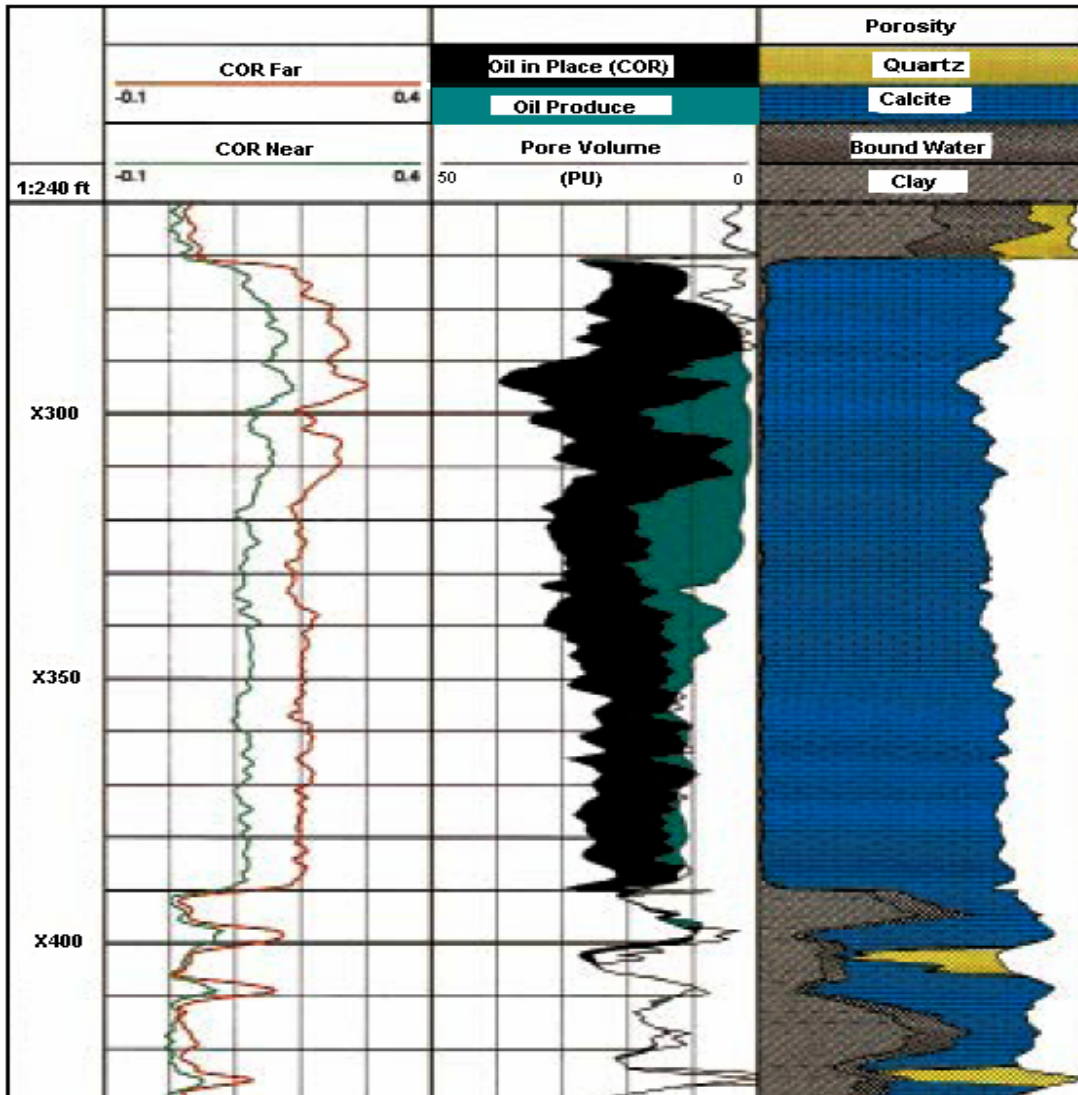 Porosity
COR Far
Oil in Place (COR)
Quartz
-0.1 0.4
Oil Produce
Calcite
COR Near
Pore Volume
Bound Water
1:240 ft
-0.1 0.4
50 (PU) 0
Clay
X300
X350
X400